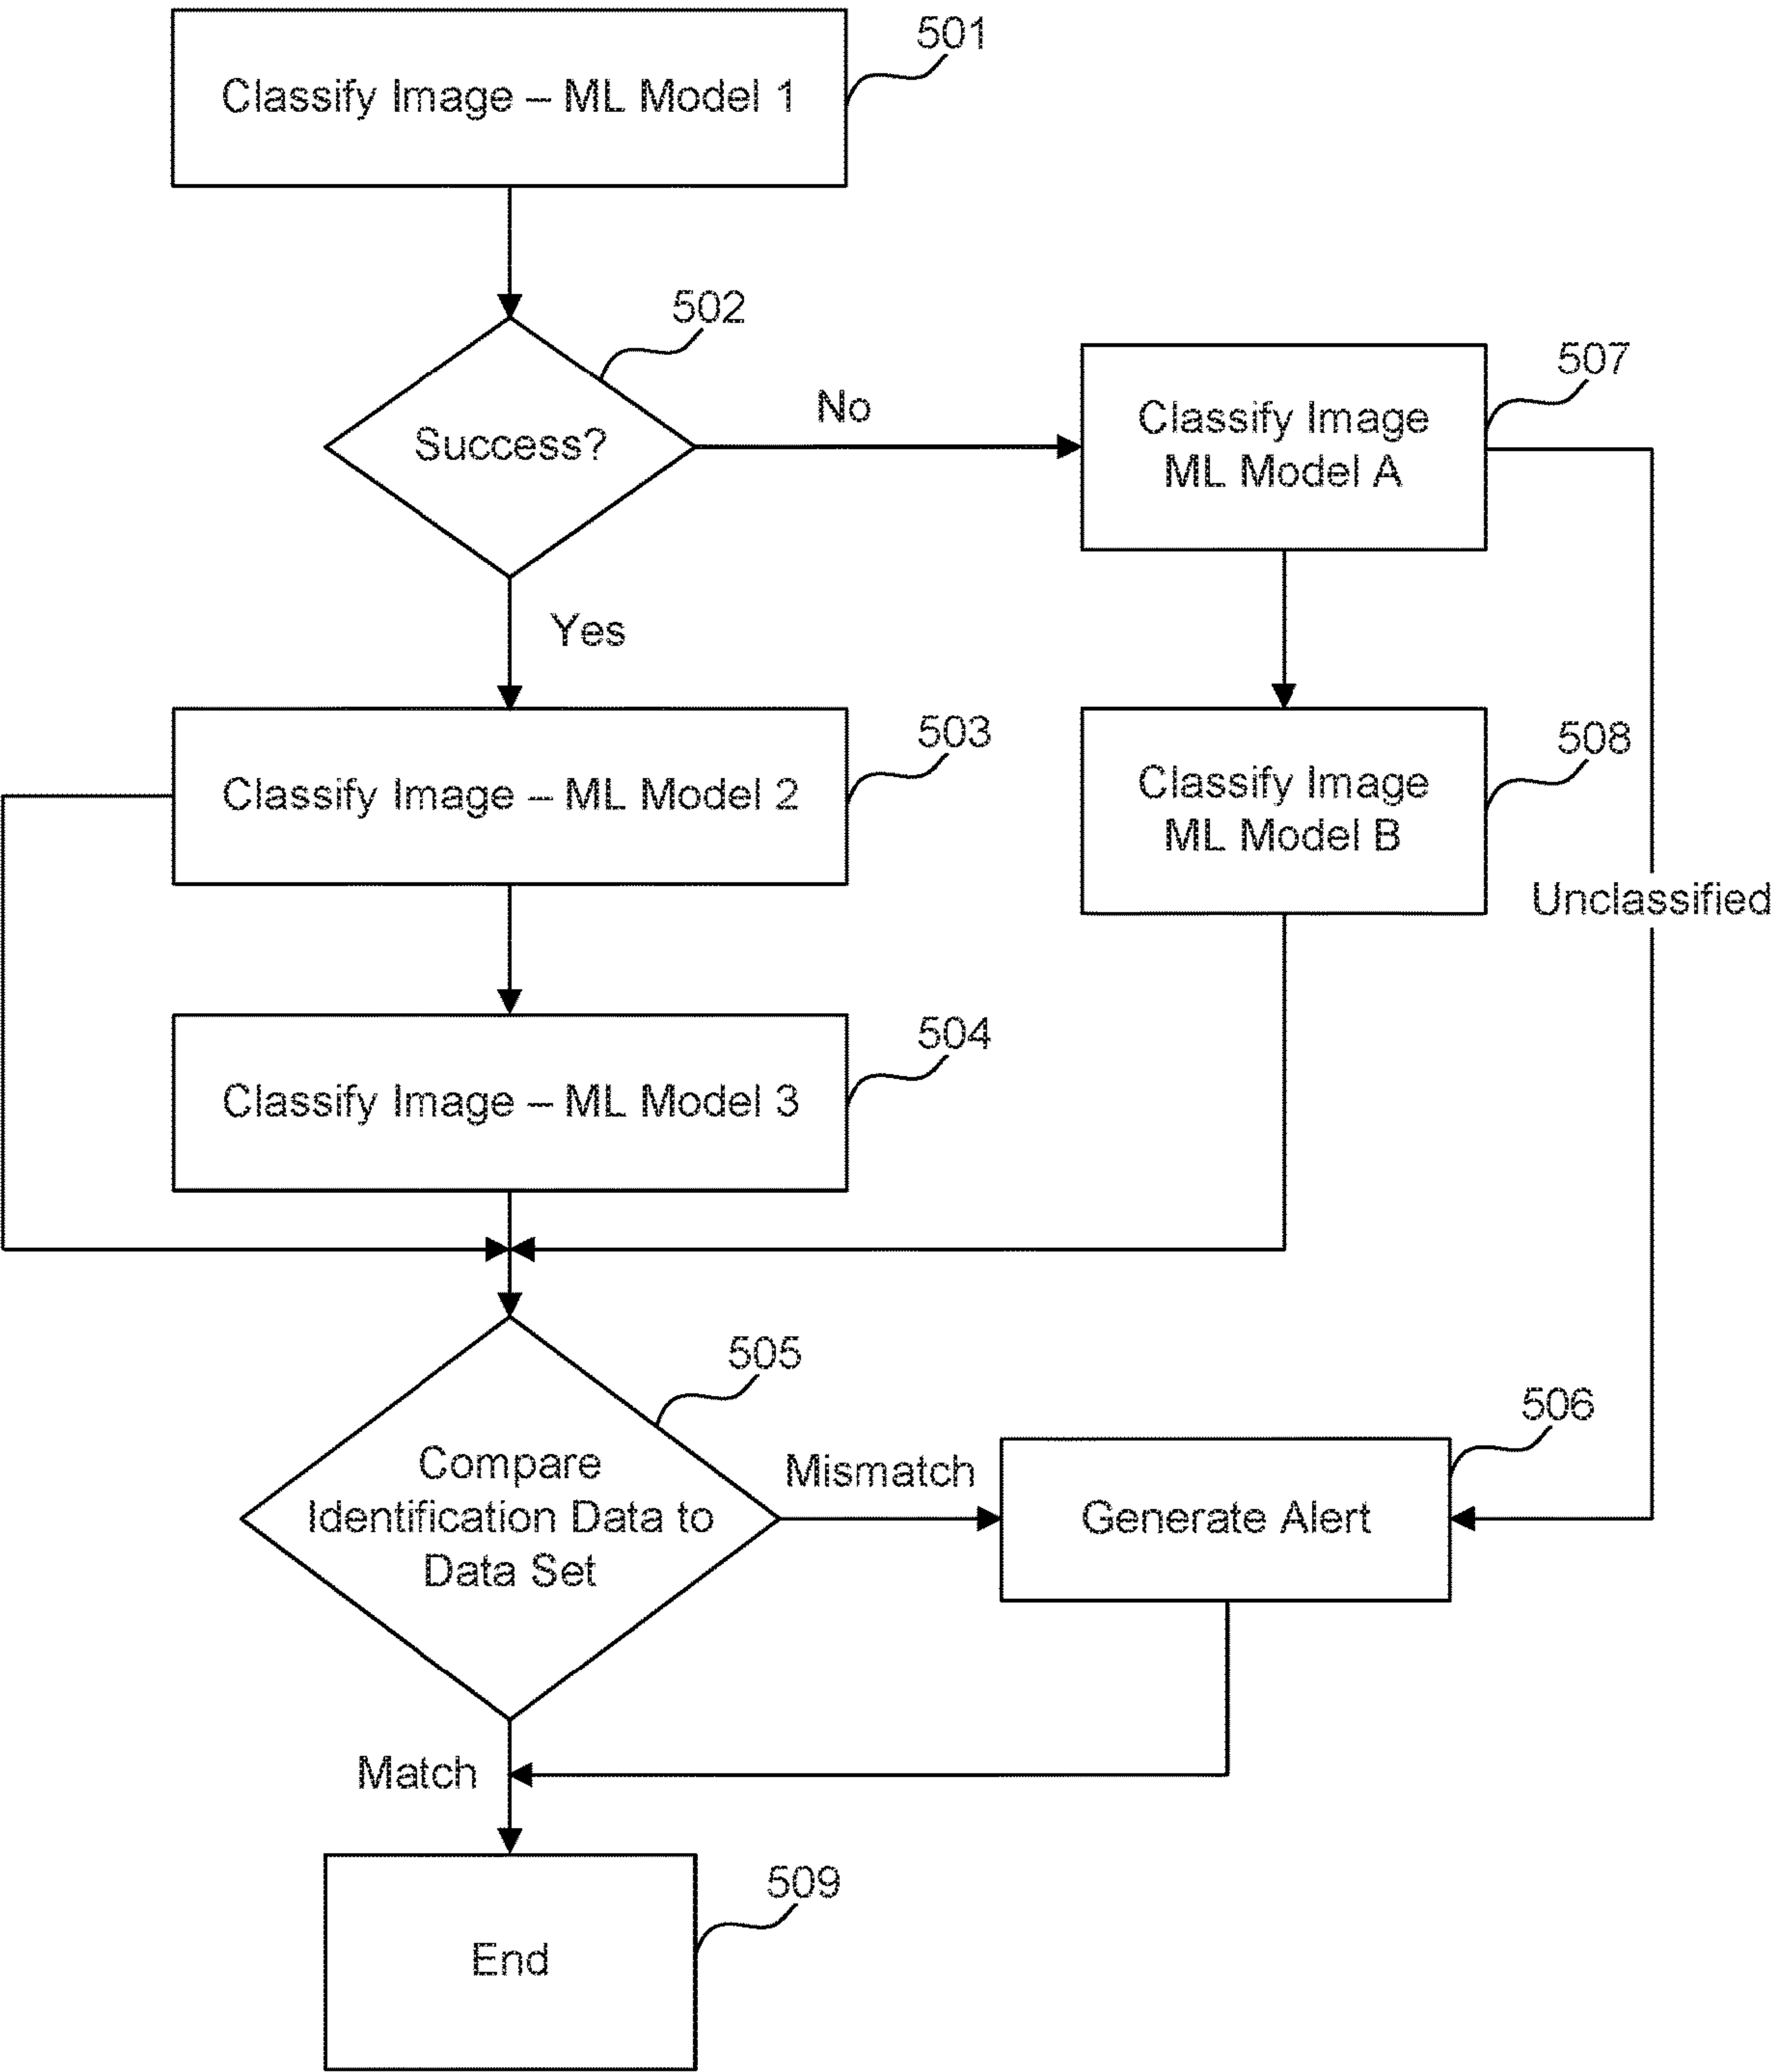 501
Classify Image – ML Model 1
502
Success?
No
507
Classify Image
ML Model A
Yes
503
Classify Image – ML Model 2
508
Classify Image
ML Model B
Unclassified
504
Classify Image – ML Model 3
505
Compare
Identification Data to
Data Set
Mismatch
506
Generate Alert
Match
509
End